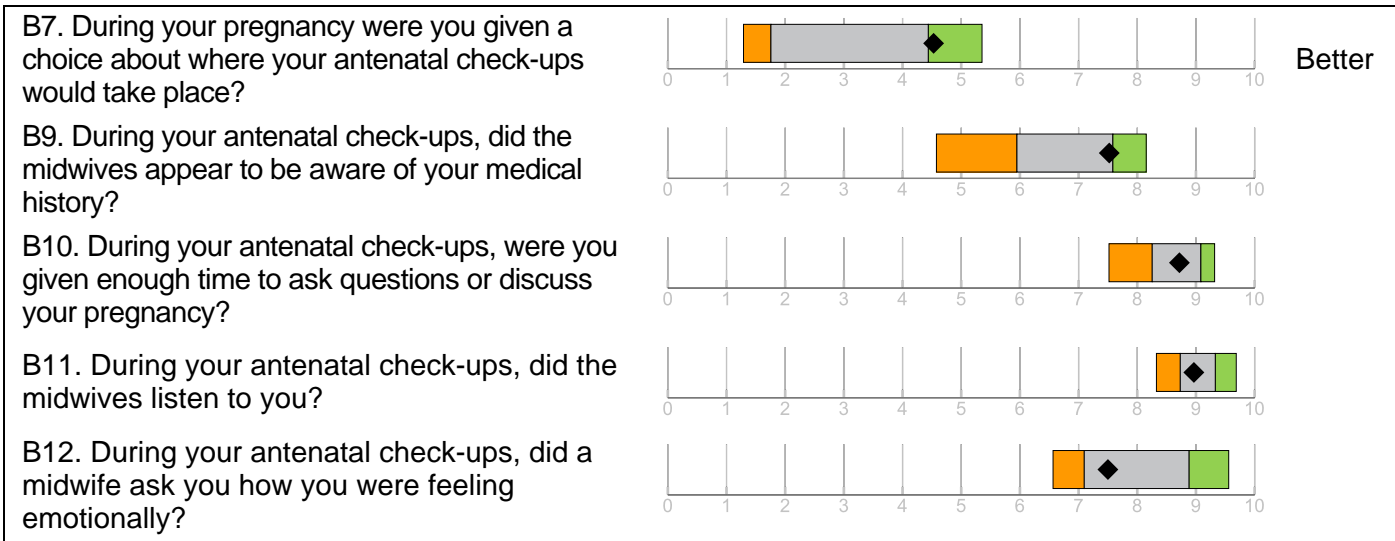 B7. During your pregnancy were you given a
choice about where your antenatal check-ups
would take place?
0 1 2 3 4 5 6 7 8 9 10
Better
B9. During your antenatal check-ups, did the
midwives appear to be aware of your medical
history?
0 1 2 3 4 5 6 7 8 9 10
B10. During your antenatal check-ups, were you
given enough time to ask questions or discuss
your pregnancy?
0 1 2 3 4 5 6 7 8 9 10
B11. During your antenatal check-ups, did the
midwives listen to you?
0 1 2 3 4 5 6 7 8 9 10
B12. During your antenatal check-ups, did a
midwife ask you how you were feeling
emotionally?
0 1 2 3 4 5 6 7 8 9 10